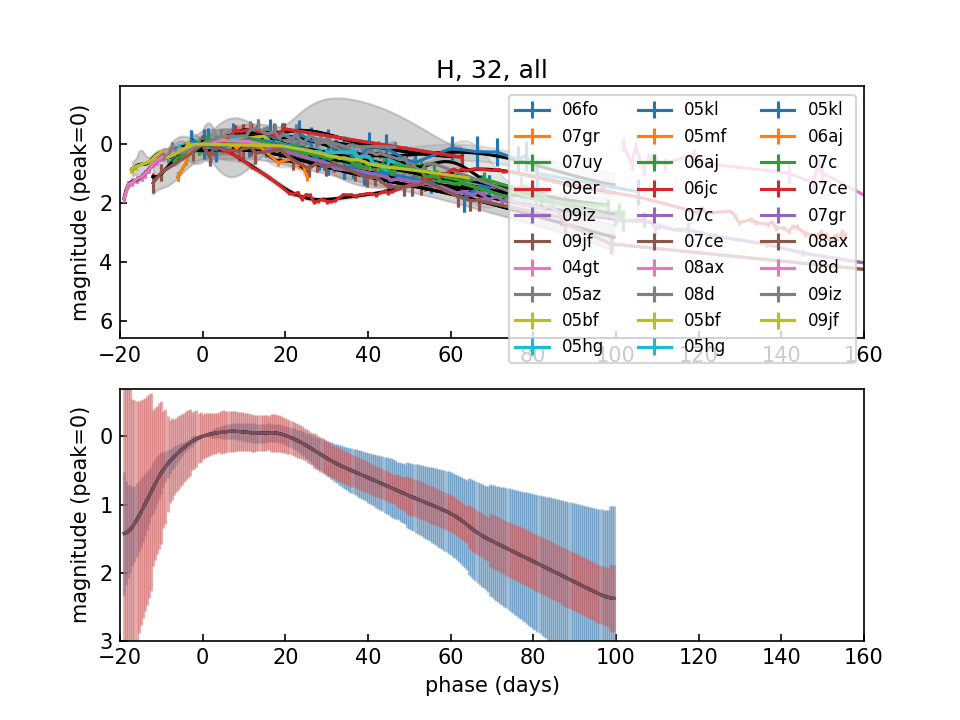 H, 32, all
magnitude (peak=0)
0
2
4
6
06fo 05kl 05kl
07gr 05mf 06aj
07uy 06aj 07c
09er 06jc 07ce
09iz 07c 07gr
09jf 07ce 08ax
04gt 08ax 08d
05az 08d 09iz
05bf 05bf 09jf
05hg 05hg
−20 0 20 40 60 80 100 120 140 160
magnitude (peak=0)
0
1
2
3
−20 0 20 40 60 80 100 120 140 160
phase (days)